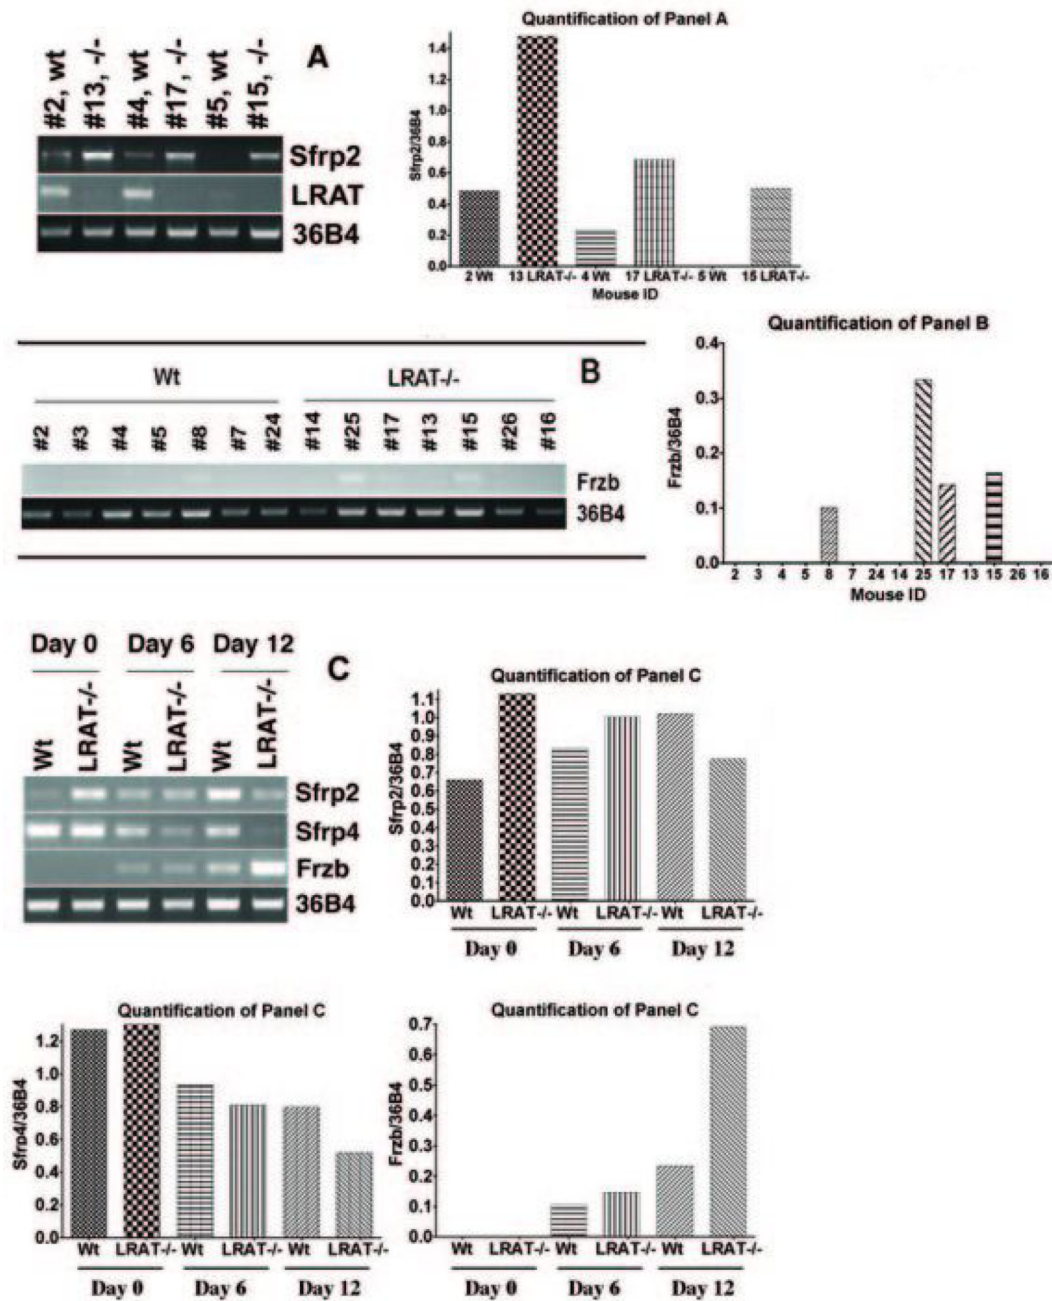 A
#2, wt
#13, -/-
#4, wt
#17, -/-
#5, wt
#15, -/-
Sfrp2
LRAT
36B4
Quantification of Panel A
Sfrp2/36B4
1.4
1.2
1.0
0.8
0.6
0.4
0.2
0.0
2 Wt 13 LRAT-/- 4 Wt 17 LRAT-/- 5 Wt 15 LRAT-/-
Mouse ID
B
Wt LRAT-/-
#2 #3 #4 #5 #8 #7 #24 #14 #25 #17 #13 #15 #26 #16
Frzb
36B4
Quantification of Panel B
Frzb/36B4
0.4
0.3
0.2
0.1
0.0
2 3 4 5 8 7 24 14 25 17 13 15 26 16
Mouse ID
C
Day 0 Day 6 Day 12
Wt LRAT-/- Wt LRAT-/- Wt LRAT-/-
Sfrp2
Sfrp4
Frzb
36B4
Quantification of Panel C
Sfrp2/36B4
1.1
1.0
0.9
0.8
0.7
0.6
0.5
0.4
0.3
0.2
0.1
0.0
Wt LRAT-/- Wt LRAT-/- Wt LRAT-/-
Day 0 Day 6 Day 12
Quantification of Panel C
Sfrp4/36B4
1.2
1.0
0.8
0.6
0.4
0.2
0.0
Wt LRAT-/- Wt LRAT-/- Wt LRAT-/-
Day 0 Day 6 Day 12
Quantification of Panel C
Frzb/36B4
0.7
0.6
0.5
0.4
0.3
0.2
0.1
0.0
Wt LRAT-/- Wt LRAT-/- Wt LRAT-/-
Day 0 Day 6 Day 12